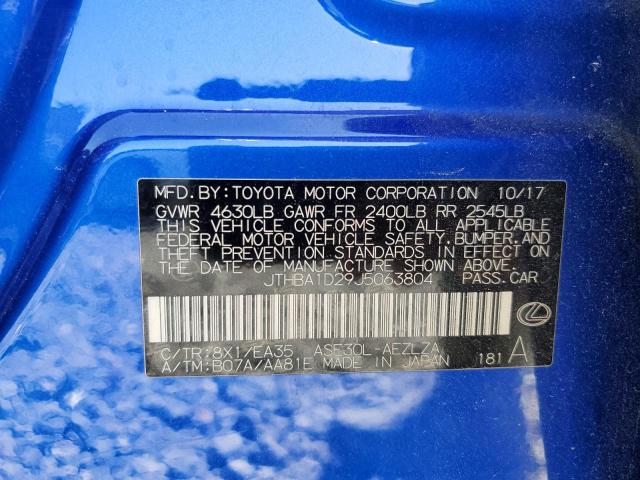 MFD. BY: TOYOTA MOTOR CORPORATION 10/17
GVWR 4630LB GAWR FR 2400LB RR 2545LB
THIS VEHICLE CONFORMS TO ALL APPLICABLE
FEDERAL MOTOR VEHICLE SAFETY, BUMPER, AND
THEFT PREVENTION STANDARDS IN EFFECT ON
THE DATE OF MANUFACTURE SHOWN ABOVE.
JTHBA1D29J5063804 PASS. CAR
C/TR: 8X1/EA35 ASE30L-AEZLZA
A/TM: B07A/AA81E MADE IN JAPAN 181 A